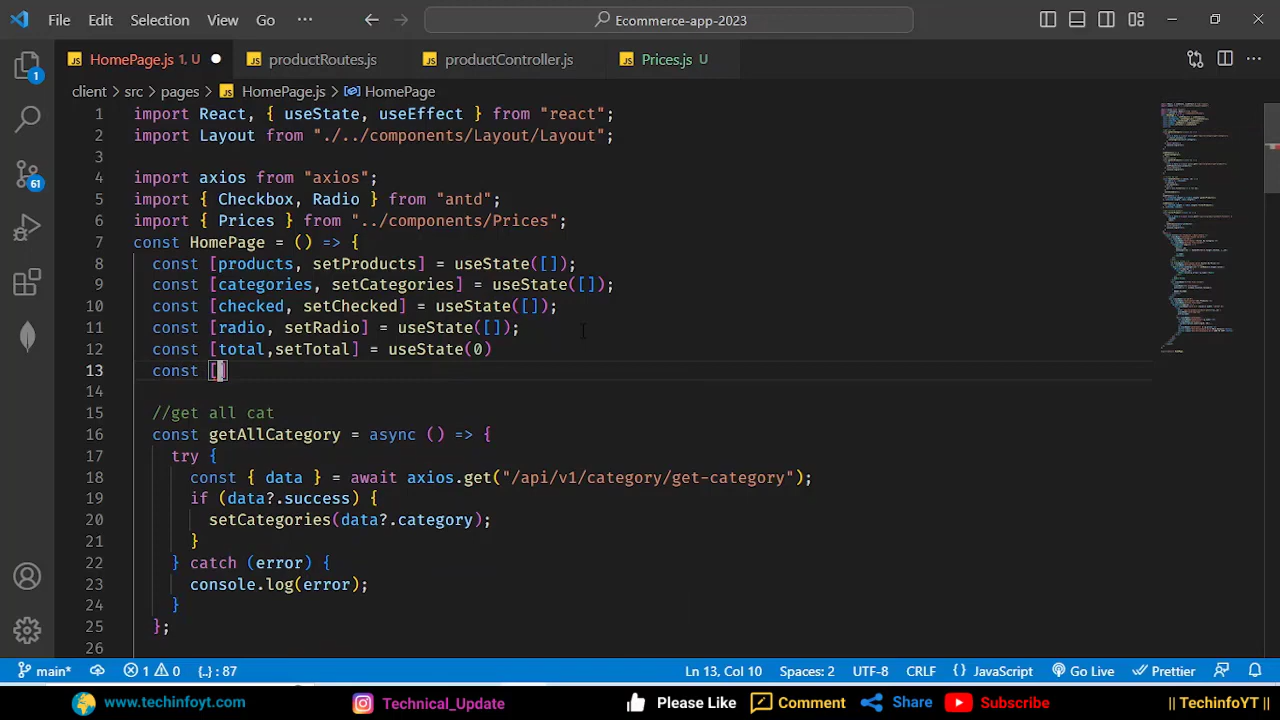 File Edit Selection View Go ··· Ecommerce-app-2023
HomePage.js 1, U productRoutes.js productController.js Prices.js U
client > src > pages > HomePage.js > HomePage
1 import React, { useState, useEffect } from "react";
2 import Layout from "./../components/Layout/Layout";
3
4 import axios from "axios";
5 import { Checkbox, Radio } from "antd";
6 import { Prices } from "../components/Prices";
7 const HomePage = () => {
8 const [products, setProducts] = useState([]);
9 const [categories, setCategories] = useState([]);
10 const [checked, setChecked] = useState([]);
11 const [radio, setRadio] = useState([]);
12 const [total,setTotal] = useState(0)
13 const []
14
15 //get all cat
16 const getAllCategory = async () => {
17 try {
18 const { data } = await axios.get("/api/v1/category/get-category");
19 if (data?.success) {
20 setCategories(data?.category);
21 }
22 } catch (error) {
23 console.log(error);
24 }
25 };
26
1
61
main* 1 0 {..} : 87 Ln 13, Col 10 Spaces: 2 UTF-8 CRLF {} JavaScript Go Live Prettier
www.techinfoyt.com Technical_Update Please Like Comment Share Subscribe || TechinfoYT ||